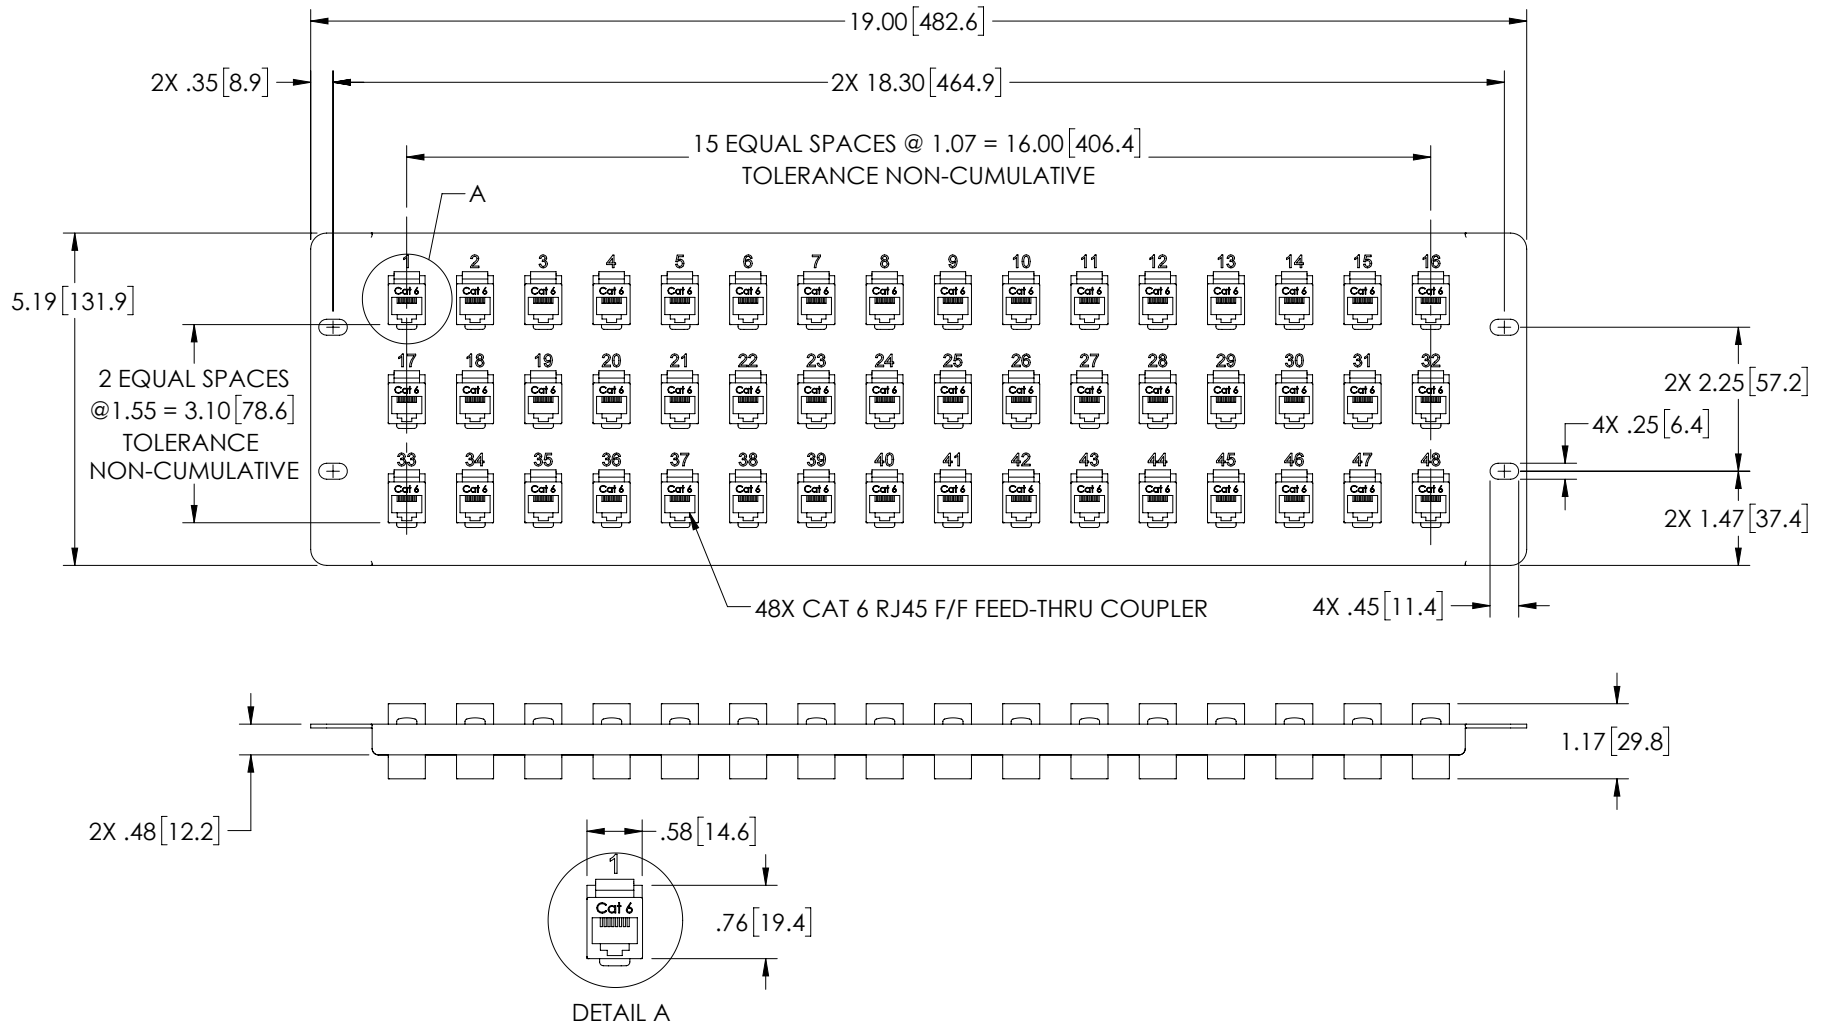 19.00[482.6]
2X .35[8.9]
2X 18.30[464.9]
15 EQUAL SPACES @ 1.07 = 16.00[406.4]
TOLERANCE NON-CUMULATIVE
A
1 2 3 4 5 6 7 8 9 10 11 12 13 14 15 16
Cat 6 Cat 6 Cat 6 Cat 6 Cat 6 Cat 6 Cat 6 Cat 6 Cat 6 Cat 6 Cat 6 Cat 6 Cat 6 Cat 6 Cat 6 Cat 6
5.19[131.9]
17 18 19 20 21 22 23 24 25 26 27 28 29 30 31 32
Cat 6 Cat 6 Cat 6 Cat 6 Cat 6 Cat 6 Cat 6 Cat 6 Cat 6 Cat 6 Cat 6 Cat 6 Cat 6 Cat 6 Cat 6 Cat 6
2 EQUAL SPACES
@1.55 = 3.10[78.6]
TOLERANCE
NON-CUMULATIVE
2X 2.25[57.2]
4X .25[6.4]
33 34 35 36 37 38 39 40 41 42 43 44 45 46 47 48
Cat 6 Cat 6 Cat 6 Cat 6 Cat 6 Cat 6 Cat 6 Cat 6 Cat 6 Cat 6 Cat 6 Cat 6 Cat 6 Cat 6 Cat 6 Cat 6
2X 1.47[37.4]
48X CAT 6 RJ45 F/F FEED-THRU COUPLER
4X .45[11.4]
1.17[29.8]
2X .48[12.2]
.58[14.6]
1
Cat 6
.76[19.4]
DETAIL A